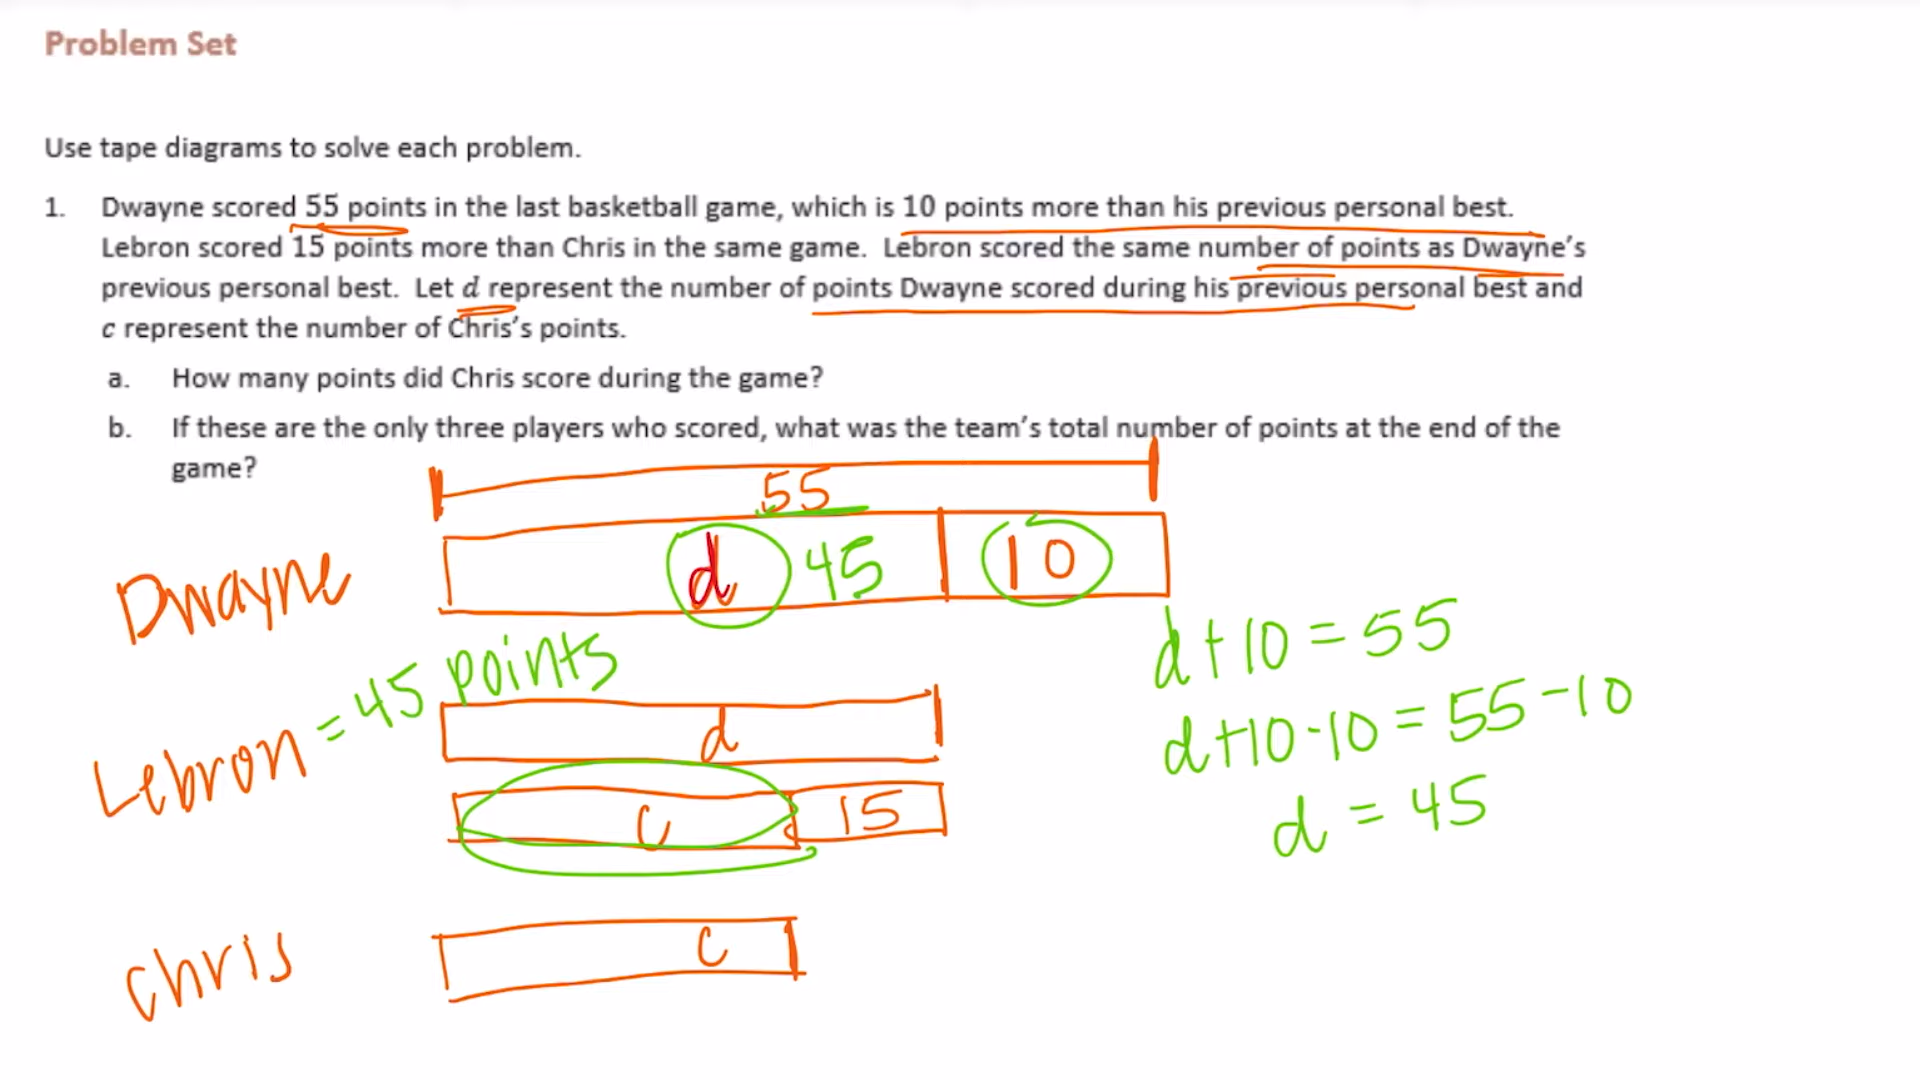 Problem Set
Use tape diagrams to solve each problem.
1. Dwayne scored 55 points in the last basketball game, which is 10 points more than his previous personal best.
Lebron scored 15 points more than Chris in the same game. Lebron scored the same number of points as Dwayne's
previous personal best. Let d represent the number of points Dwayne scored during his previous personal best and
c represent the number of Chris's points.
a. How many points did Chris score during the game?
b. If these are the only three players who scored, what was the team's total number of points at the end of the
game?
55
Dwayne d 45 10
d+10=55
Lebron = 45 points
d
d+10-10=55-10
c 15
d = 45
Chris c